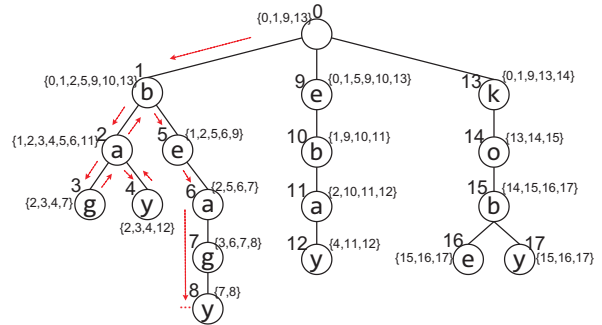 0
{0,1,9,13}
1
{0,1,2,5,9,10,13}
b
9
{0,1,5,9,10,13}
e
13
{0,1,9,13,14}
k
2
{1,2,3,4,5,6,11}
a
5
{1,2,5,6,9}
e
10
{1,9,10,11}
b
14
{13,14,15}
o
3
{2,3,4,7}
g
4
{2,3,4,12}
y
6
{2,5,6,7}
a
11
{2,10,11,12}
a
15
{14,15,16,17}
b
7
{3,6,7,8}
g
12
{4,11,12}
y
16
{15,16,17}
e
17
{15,16,17}
y
8
{7,8}
y